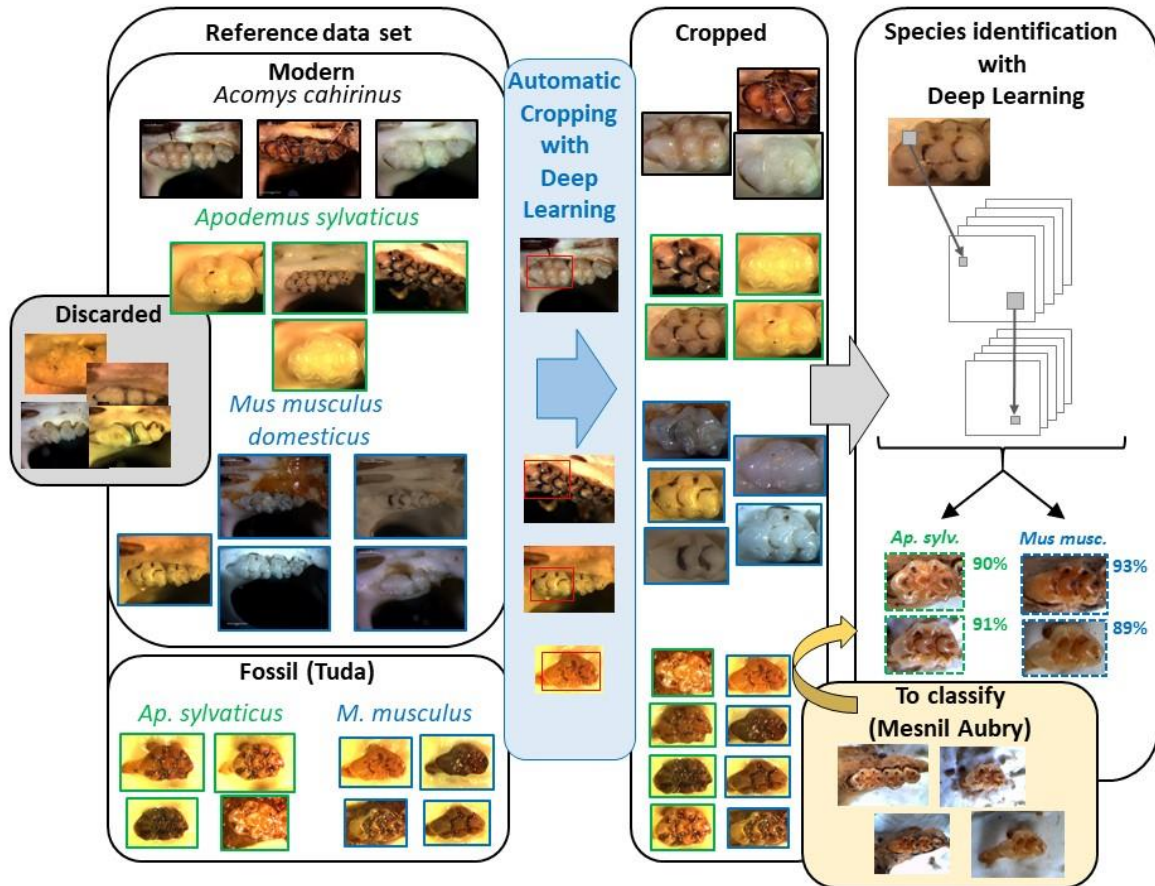 Reference data set
Modern
Acomys cahirinus
Apodemus sylvaticus
Discarded
Mus musculus
domesticus
Fossil (Tuda)
Ap. sylvaticus
M. musculus
Automatic
Cropping
with
Deep
Learning
Cropped
Species identification
with
Deep Learning
Ap. sylv.
Mus musc.
90%
93%
91%
89%
To classify
(Mesnil Aubry)